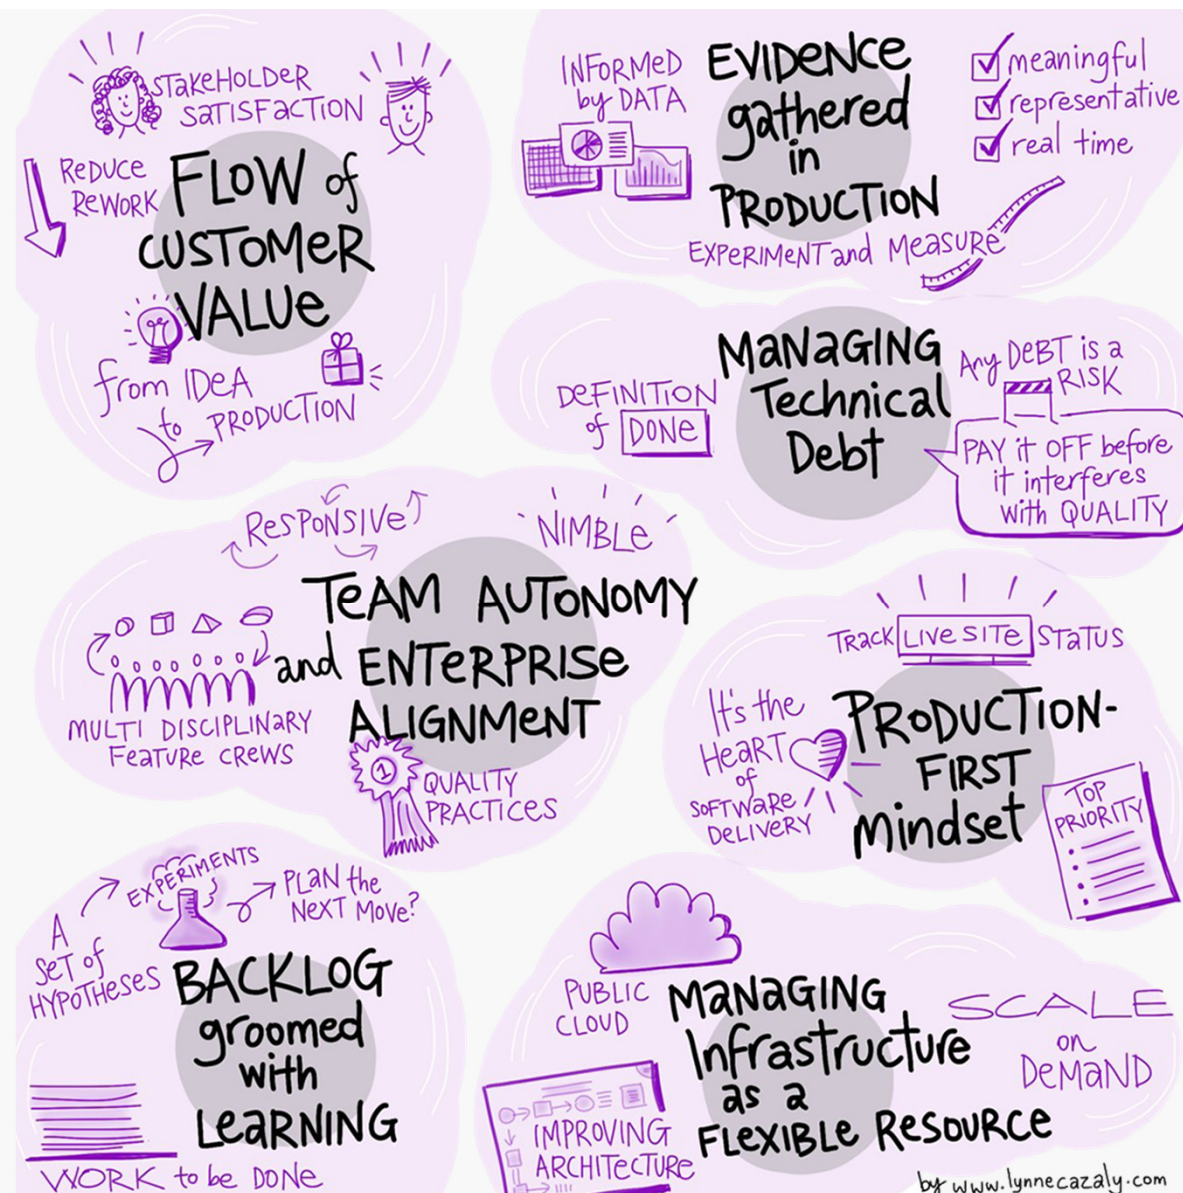 STAKEHOLDER
SATISFACTION
REDUCE
REWORK
FLOW of
CUSTOMER
VALUE
from IDEA
to
PRODUCTION
INFORMED
by DATA
EVIDENCE
gathered
in
PRODUCTION
EXPERIMENT and MEASURE
meaningful
representative
real time
MANAGING
Technical
Debt
DEFINITION
of DONE
Any DEBT is a
RISK
PAY it OFF before
it interferes
with QUALITY
RESPONSIVE
NIMBLE
TEAM AUTONOMY
and ENTERPRISE
ALIGNMENT
MULTI DISCIPLINARY
FEATURE CREWS
1
QUALITY
PRACTICES
TRACK LIVE SITE STATUS
It's the
HEART
of
SOFTWARE
DELIVERY
PRODUCTION-
FIRST
Mindset
TOP
PRIORITY
A
SET of
HYPOTHESES
EXPERIMENTS
PLAN the
NEXT MOVE?
BACKLOG
groomed
with
LEARNING
WORK to be DONE
PUBLIC
CLOUD
MANAGING
Infrastructure
as a
FLEXIBLE RESOURCE
SCALE
on
DEMAND
IMPROVING
ARCHITECTURE
by www.lynnecazaly.com